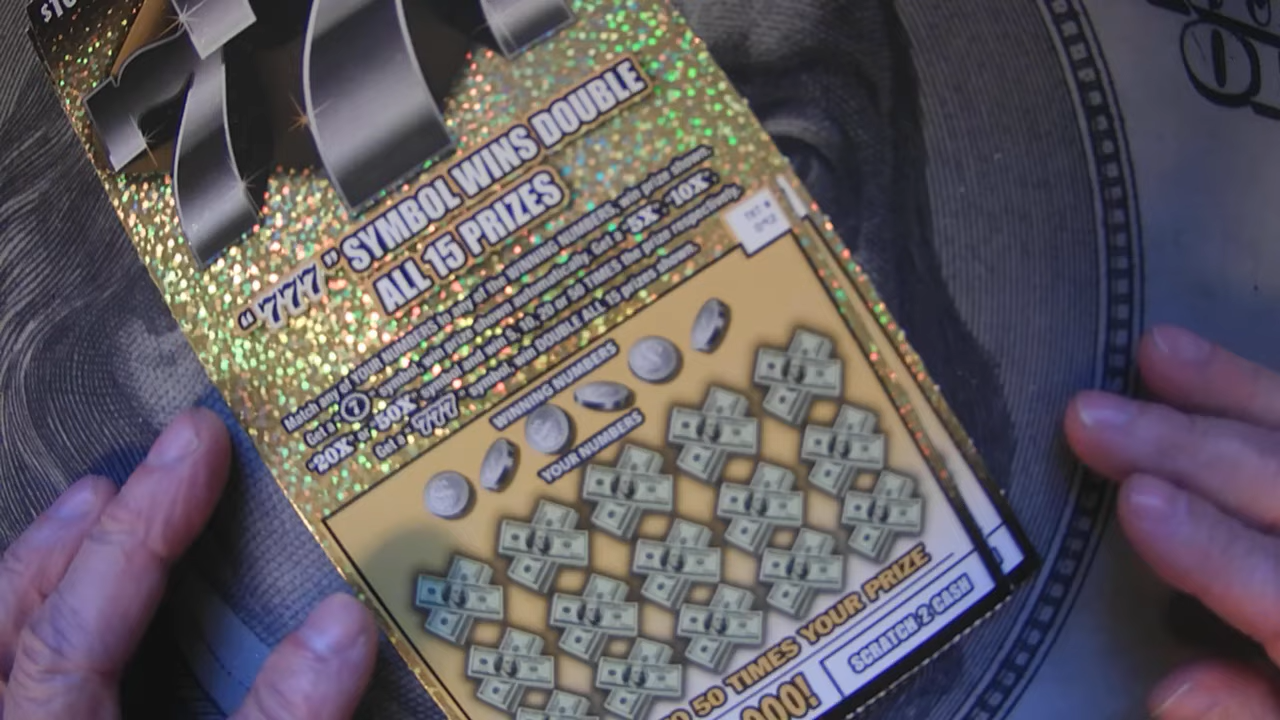 777
"777" SYMBOL WINS DOUBLE
ALL 15 PRIZES
Match any of YOUR NUMBERS to any of the WINNING NUMBERS, win prize shown.
Get a "7" symbol, win prize shown automatically. Get a "5X", "10X",
"20X" or "50X" symbol and win 5, 10, 20 or 50 TIMES the prize respectively.
Get a "777" symbol, win DOUBLE ALL 15 prizes shown.
TKT #
WINNING NUMBERS
YOUR NUMBERS
50 TIMES YOUR PRIZE
000!
SCRATCH 2 CASH